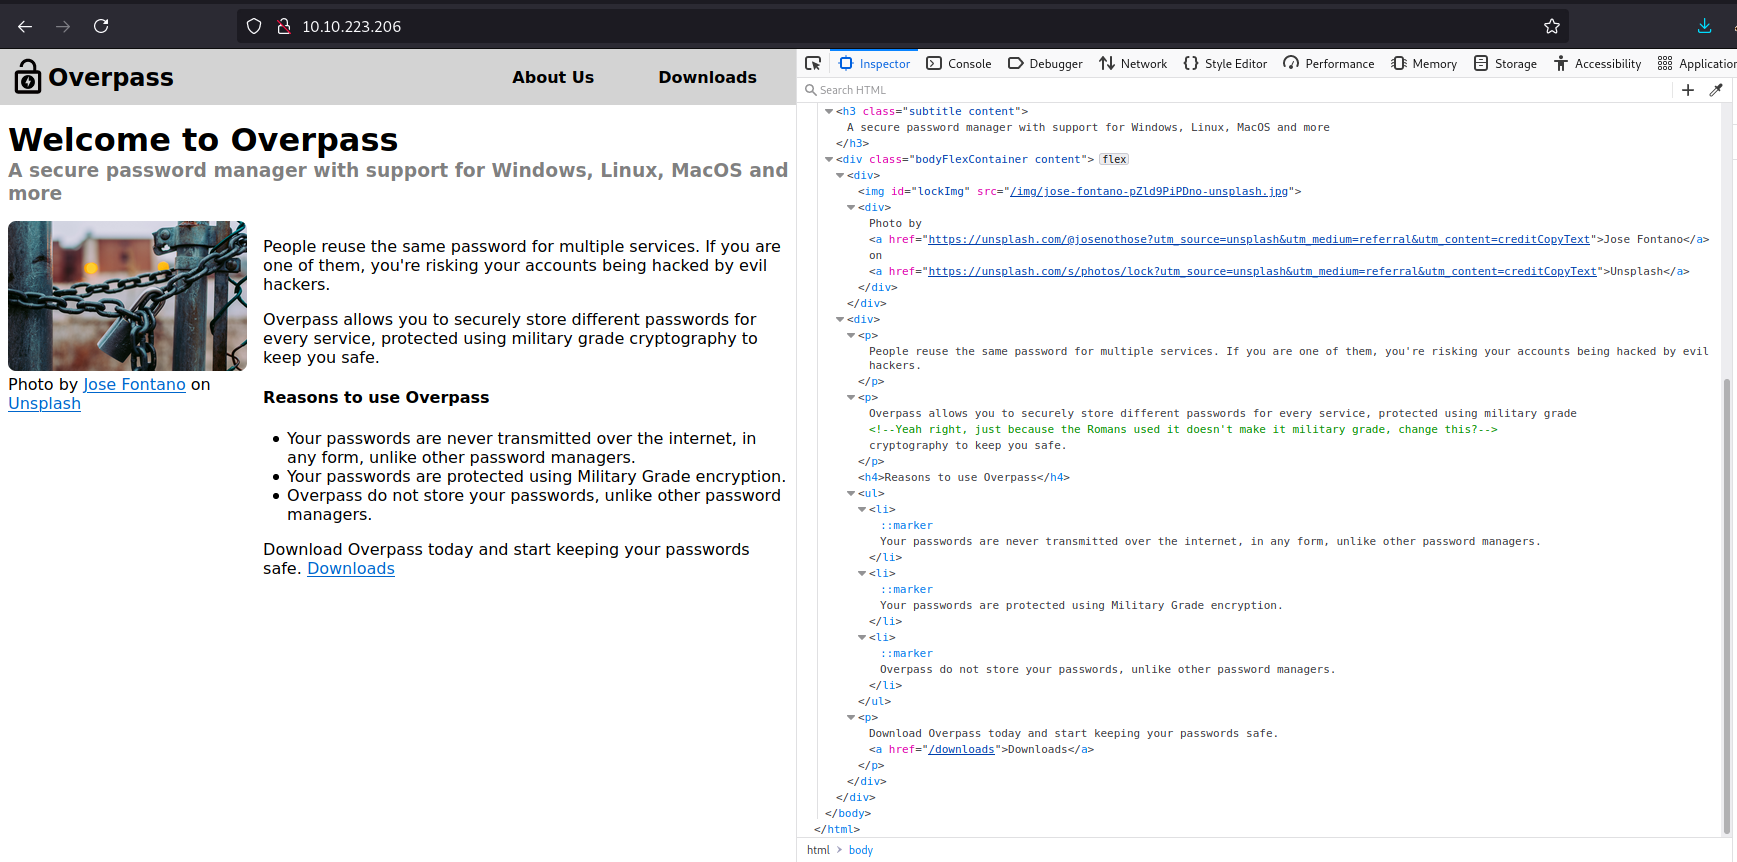 10.10.223.206
Overpass
About Us
Downloads
Welcome to Overpass
A secure password manager with support for Windows, Linux, MacOS and
more
Photo by Jose Fontano on
Unsplash
People reuse the same password for multiple services. If you are
one of them, you're risking your accounts being hacked by evil
hackers.
Overpass allows you to securely store different passwords for
every service, protected using military grade cryptography to
keep you safe.
Reasons to use Overpass
Your passwords are never transmitted over the internet, in
any form, unlike other password managers.
Your passwords are protected using Military Grade encryption.
Overpass do not store your passwords, unlike other password
managers.
Download Overpass today and start keeping your passwords
safe. Downloads
Inspector
Console
Debugger
Network
Style Editor
Performance
Memory
Storage
Accessibility
Application
Search HTML
<h3 class="subtitle content">
A secure password manager with support for Windows, Linux, MacOS and more
</h3>
<div class="bodyFlexContainer content"> flex
<div>
<img id="lockImg" src="/img/jose-fontano-pZld9PiPDno-unsplash.jpg">
<div>
Photo by
<a href="https://unsplash.com/@josenothose?utm_source=unsplash&utm_medium=referral&utm_content=creditCopyText">Jose Fontano</a>
on
<a href="https://unsplash.com/s/photos/lock?utm_source=unsplash&utm_medium=referral&utm_content=creditCopyText">Unsplash</a>
</div>
</div>
<div>
<p>
People reuse the same password for multiple services. If you are one of them, you're risking your accounts being hacked by evil
hackers.
</p>
<p>
Overpass allows you to securely store different passwords for every service, protected using military grade
<!--Yeah right, just because the Romans used it doesn't make it military grade, change this?-->
cryptography to keep you safe.
</p>
<h4>Reasons to use Overpass</h4>
<ul>
<li>
::marker
Your passwords are never transmitted over the internet, in any form, unlike other password managers.
</li>
<li>
::marker
Your passwords are protected using Military Grade encryption.
</li>
<li>
::marker
Overpass do not store your passwords, unlike other password managers.
</li>
</ul>
<p>
Download Overpass today and start keeping your passwords safe.
<a href="/downloads">Downloads</a>
</p>
</div>
</div>
</body>
</html>
html > body